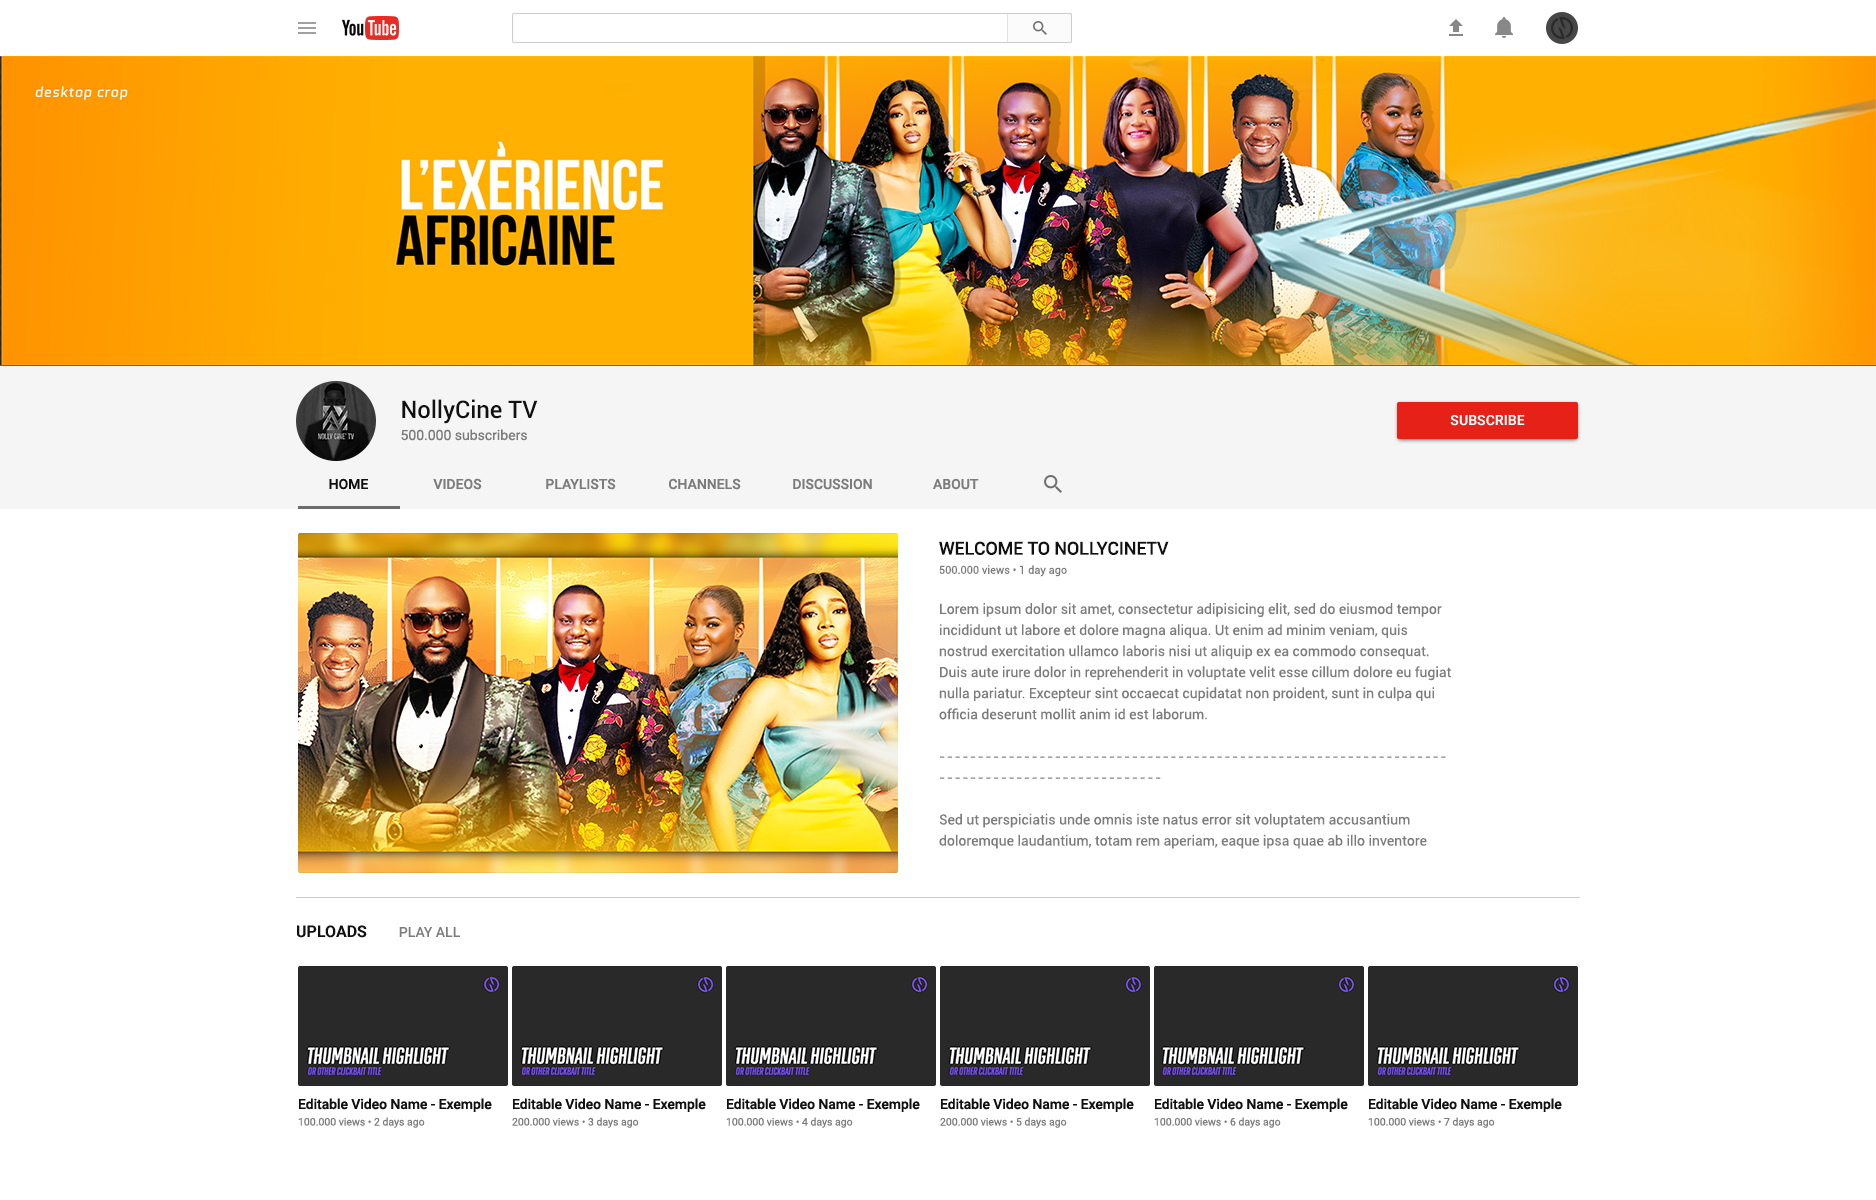 YouTube
desktop crop
L'EXÈRIENCE
AFRICAINE
NOLLY CINE' TV
NollyCine TV
500.000 subscribers
SUBSCRIBE
HOME VIDEOS PLAYLISTS CHANNELS DISCUSSION ABOUT
WELCOME TO NOLLYCINETV
500.000 views • 1 day ago
Lorem ipsum dolor sit amet, consectetur adipisicing elit, sed do eiusmod tempor
incididunt ut labore et dolore magna aliqua. Ut enim ad minim veniam, quis
nostrud exercitation ullamco laboris nisi ut aliquip ex ea commodo consequat.
Duis aute irure dolor in reprehenderit in voluptate velit esse cillum dolore eu fugiat
nulla pariatur. Excepteur sint occaecat cupidatat non proident, sunt in culpa qui
officia deserunt mollit anim id est laborum.
Sed ut perspiciatis unde omnis iste natus error sit voluptatem accusantium
doloremque laudantium, totam rem aperiam, eaque ipsa quae ab illo inventore
UPLOADS PLAY ALL
THUMBNAIL HIGHLIGHT THUMBNAIL HIGHLIGHT THUMBNAIL HIGHLIGHT THUMBNAIL HIGHLIGHT THUMBNAIL HIGHLIGHT THUMBNAIL HIGHLIGHT
OR OTHER CLICKBAIT TITLE OR OTHER CLICKBAIT TITLE OR OTHER CLICKBAIT TITLE OR OTHER CLICKBAIT TITLE OR OTHER CLICKBAIT TITLE OR OTHER CLICKBAIT TITLE
Editable Video Name - Exemple Editable Video Name - Exemple Editable Video Name - Exemple Editable Video Name - Exemple Editable Video Name - Exemple Editable Video Name - Exemple
100.000 views • 2 days ago 200.000 views • 3 days ago 100.000 views • 4 days ago 200.000 views • 5 days ago 100.000 views • 6 days ago 100.000 views • 7 days ago